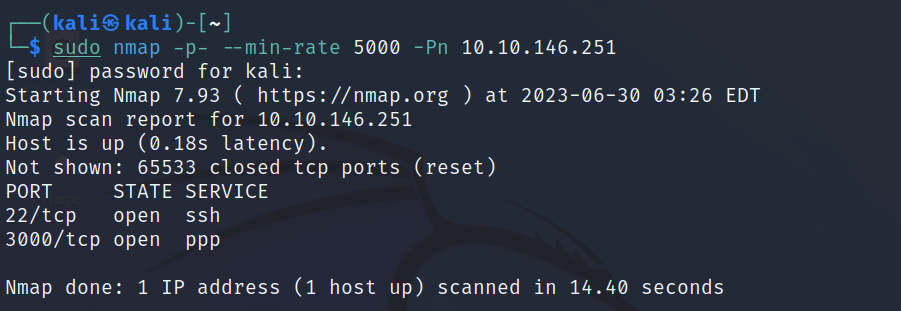 ┌──(kali㉿kali)-[~]
└─$ sudo nmap -p- --min-rate 5000 -Pn 10.10.146.251
[sudo] password for kali:
Starting Nmap 7.93 ( https://nmap.org ) at 2023-06-30 03:26 EDT
Nmap scan report for 10.10.146.251
Host is up (0.18s latency).
Not shown: 65533 closed tcp ports (reset)
PORT     STATE SERVICE
22/tcp   open  ssh
3000/tcp open  ppp

Nmap done: 1 IP address (1 host up) scanned in 14.40 seconds